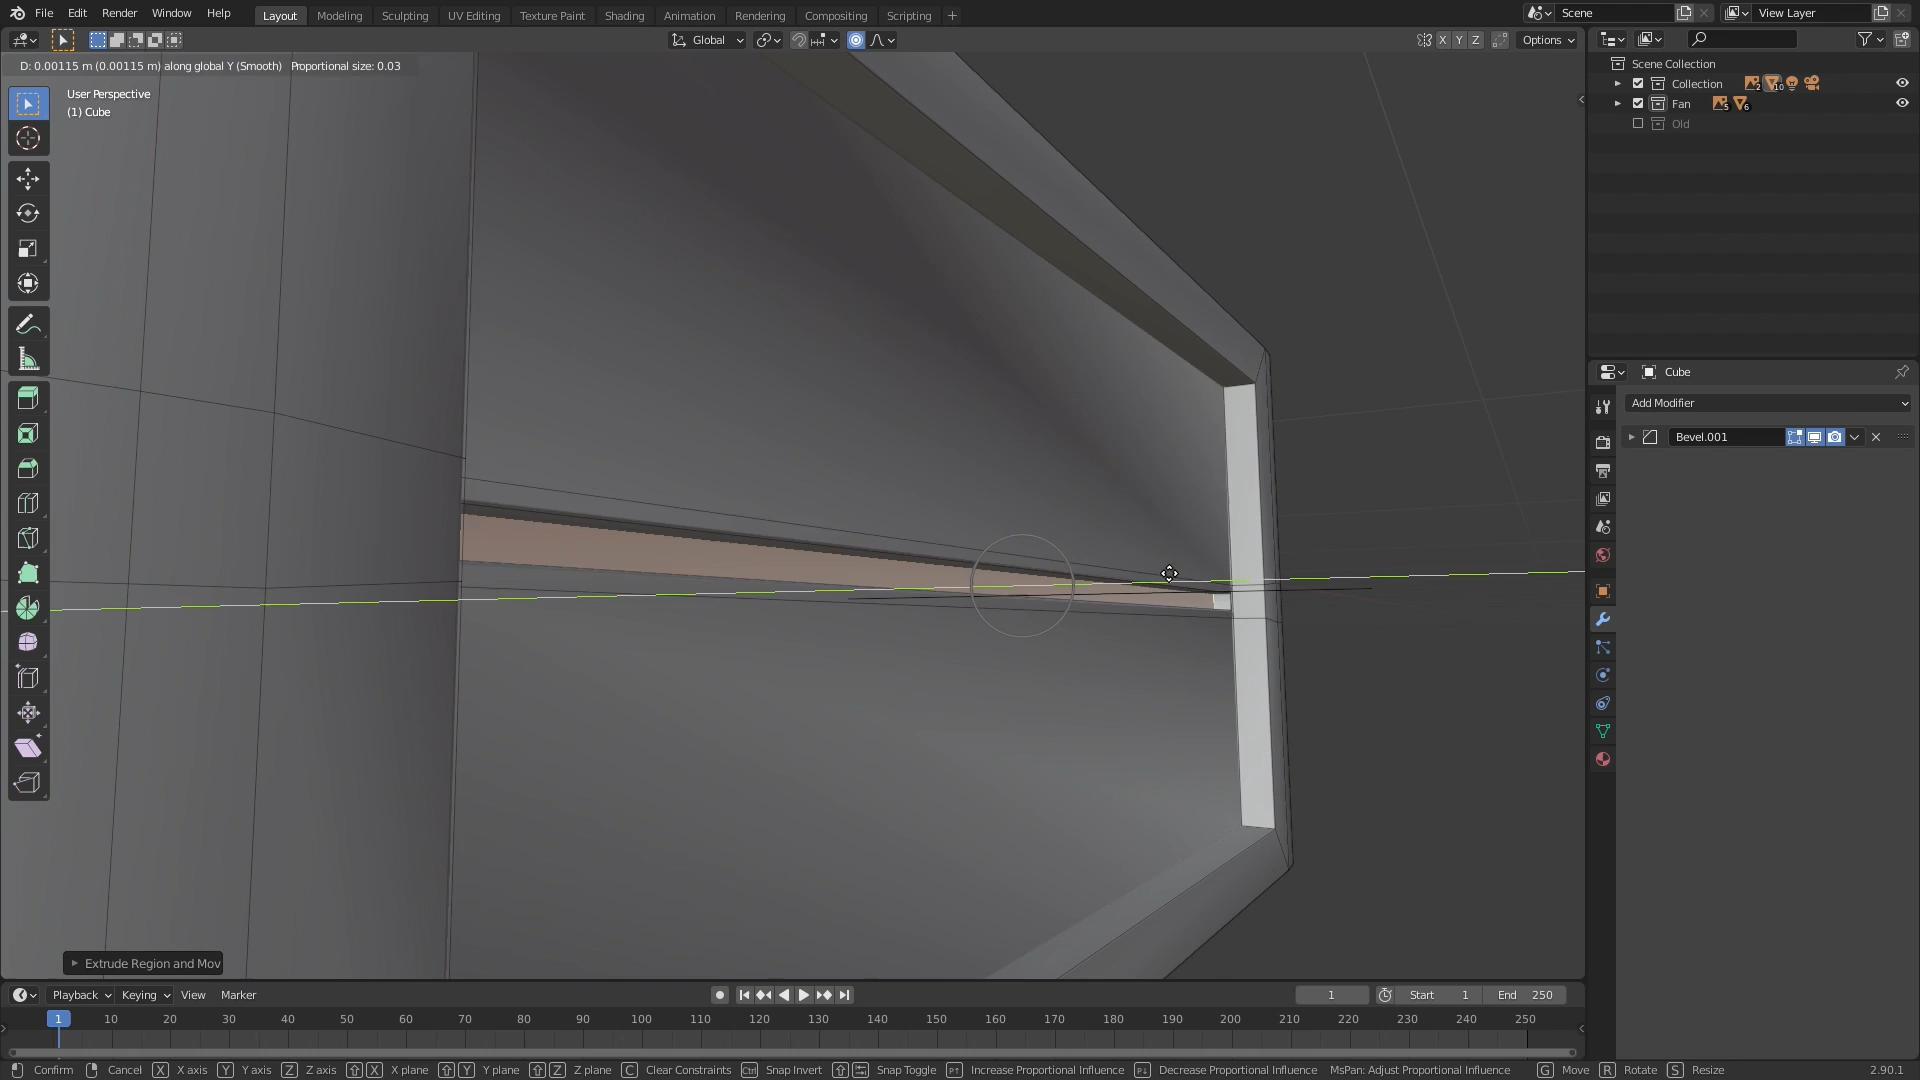 File Edit Render Window Help Layout Modeling Sculpting UV Editing Texture Paint Shading Animation Rendering Compositing Scripting + Scene View Layer
Global X Y Z Options
D: 0.00115 m (0.00115 m) along global Y (Smooth) Proportional size: 0.03
User Perspective
(1) Cube
Scene Collection
Collection 2 10
Fan 5 6
Old
Cube
Add Modifier
Bevel.001
Extrude Region and Mov
Playback Keying View Marker 1 Start 1 End 250
1 10 20 30 40 50 60 70 80 90 100 110 120 130 140 150 160 170 180 190 200 210 220 230 240 250
Confirm Cancel X X axis Y Y axis Z Z axis X X plane Y Y plane Z Z plane C Clear Constraints Ctrl Snap Invert Snap Toggle Increase Proportional Influence Decrease Proportional Influence MsPan: Adjust Proportional Influence G Move R Rotate S Resize 2.90.1